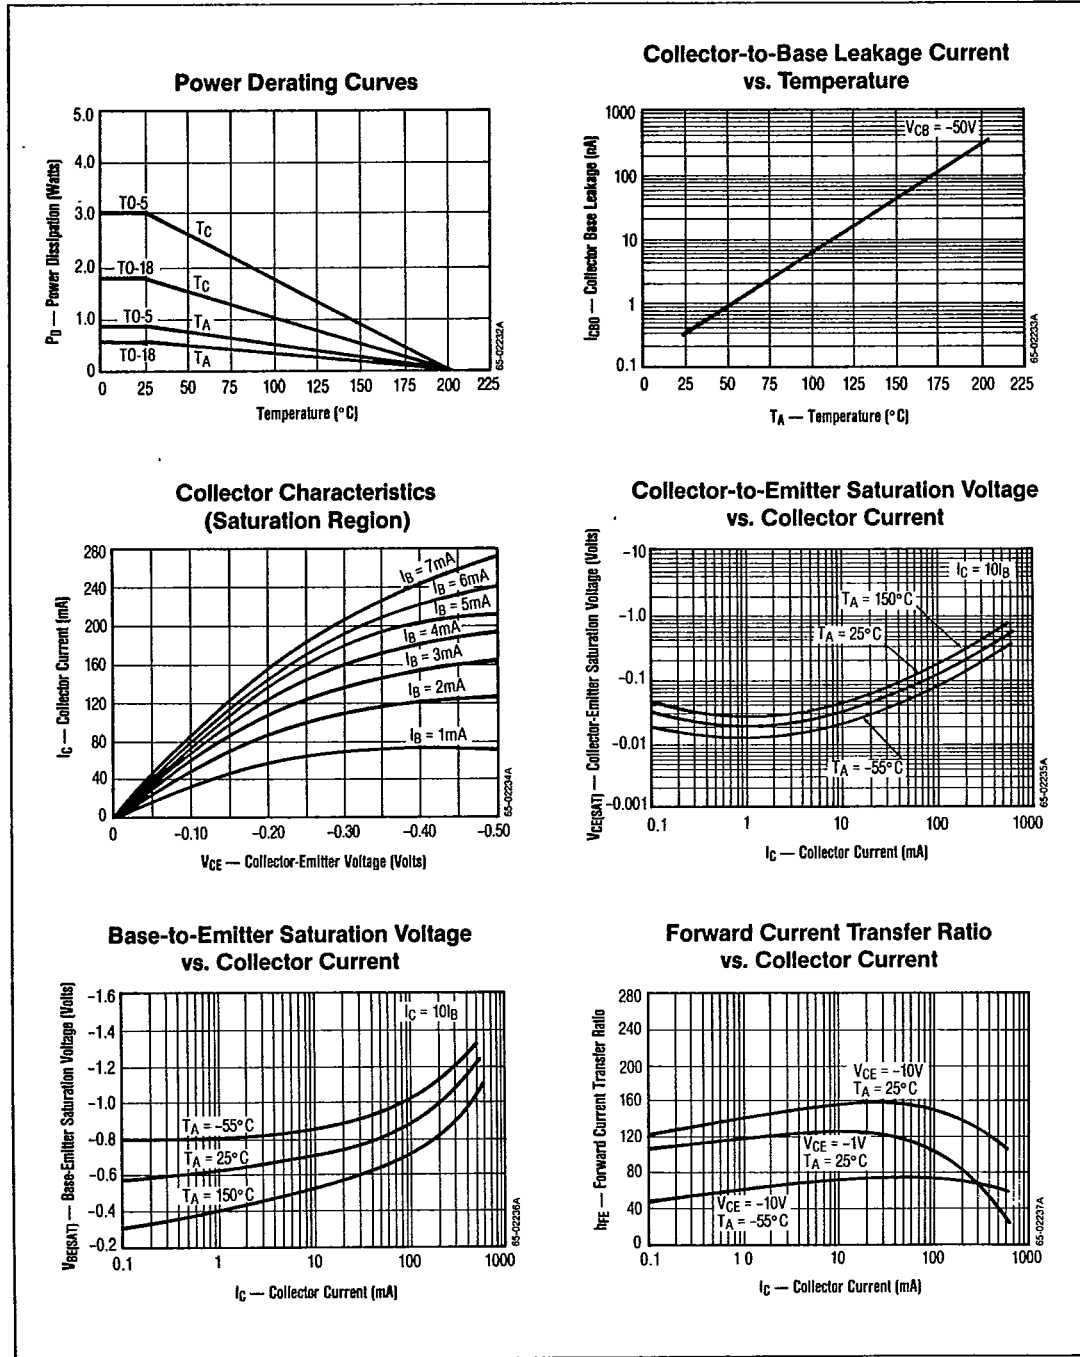 Power Derating Curves
5.0
4.0
3.0
2.0
1.0
0
PD — Power Dissipation (Watts)
TO-5
TC
TO-18
TC
TO-5
TA
TO-18
TA
0 25 50 75 100 125 150 175 200 225
Temperature (°C)
65-02232A
Collector-to-Base Leakage Current
vs. Temperature
1000
100
10
1
0.1
ICBO — Collector Base Leakage (nA)
VCB = -50V
0 25 50 75 100 125 150 175 200 225
TA — Temperature (°C)
65-02233A
Collector Characteristics
(Saturation Region)
280
240
200
160
120
80
40
0
IC — Collector Current (mA)
IB = 7mA
IB = 6mA
IB = 5mA
IB = 4mA
IB = 3mA
IB = 2mA
IB = 1mA
0 -0.10 -0.20 -0.30 -0.40 -0.50
VCE — Collector-Emitter Voltage (Volts)
65-02234A
Collector-to-Emitter Saturation Voltage
vs. Collector Current
-10
-1.0
-0.1
-0.01
-0.001
VCE(SAT) — Collector-Emitter Saturation Voltage (Volts)
IC = 10IB
TA = 150°C
TA = 25°C
TA = -55°C
0.1 1 10 100 1000
IC — Collector Current (mA)
65-02235A
Base-to-Emitter Saturation Voltage
vs. Collector Current
-1.6
-1.4
-1.2
-1.0
-0.8
-0.6
-0.4
-0.2
VBE(SAT) — Base-Emitter Saturation Voltage (Volts)
IC = 10IB
TA = -55°C
TA = 25°C
TA = 150°C
0.1 1 10 100 1000
IC — Collector Current (mA)
65-02236A
Forward Current Transfer Ratio
vs. Collector Current
280
240
200
160
120
80
40
0
hFE — Forward Current Transfer Ratio
VCE = -10V
TA = 25°C
VCE = -1V
TA = 25°C
VCE = -10V
TA = -55°C
0.1 1 0 10 100 1000
IC — Collector Current (mA)
65-02237A